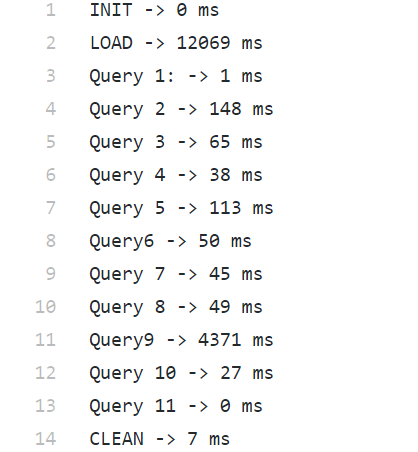 1 INIT -> 0 ms
2 LOAD -> 12069 ms
3 Query 1: -> 1 ms
4 Query 2 -> 148 ms
5 Query 3 -> 65 ms
6 Query 4 -> 38 ms
7 Query 5 -> 113 ms
8 Query6 -> 50 ms
9 Query 7 -> 45 ms
10 Query 8 -> 49 ms
11 Query9 -> 4371 ms
12 Query 10 -> 27 ms
13 Query 11 -> 0 ms
14 CLEAN -> 7 ms